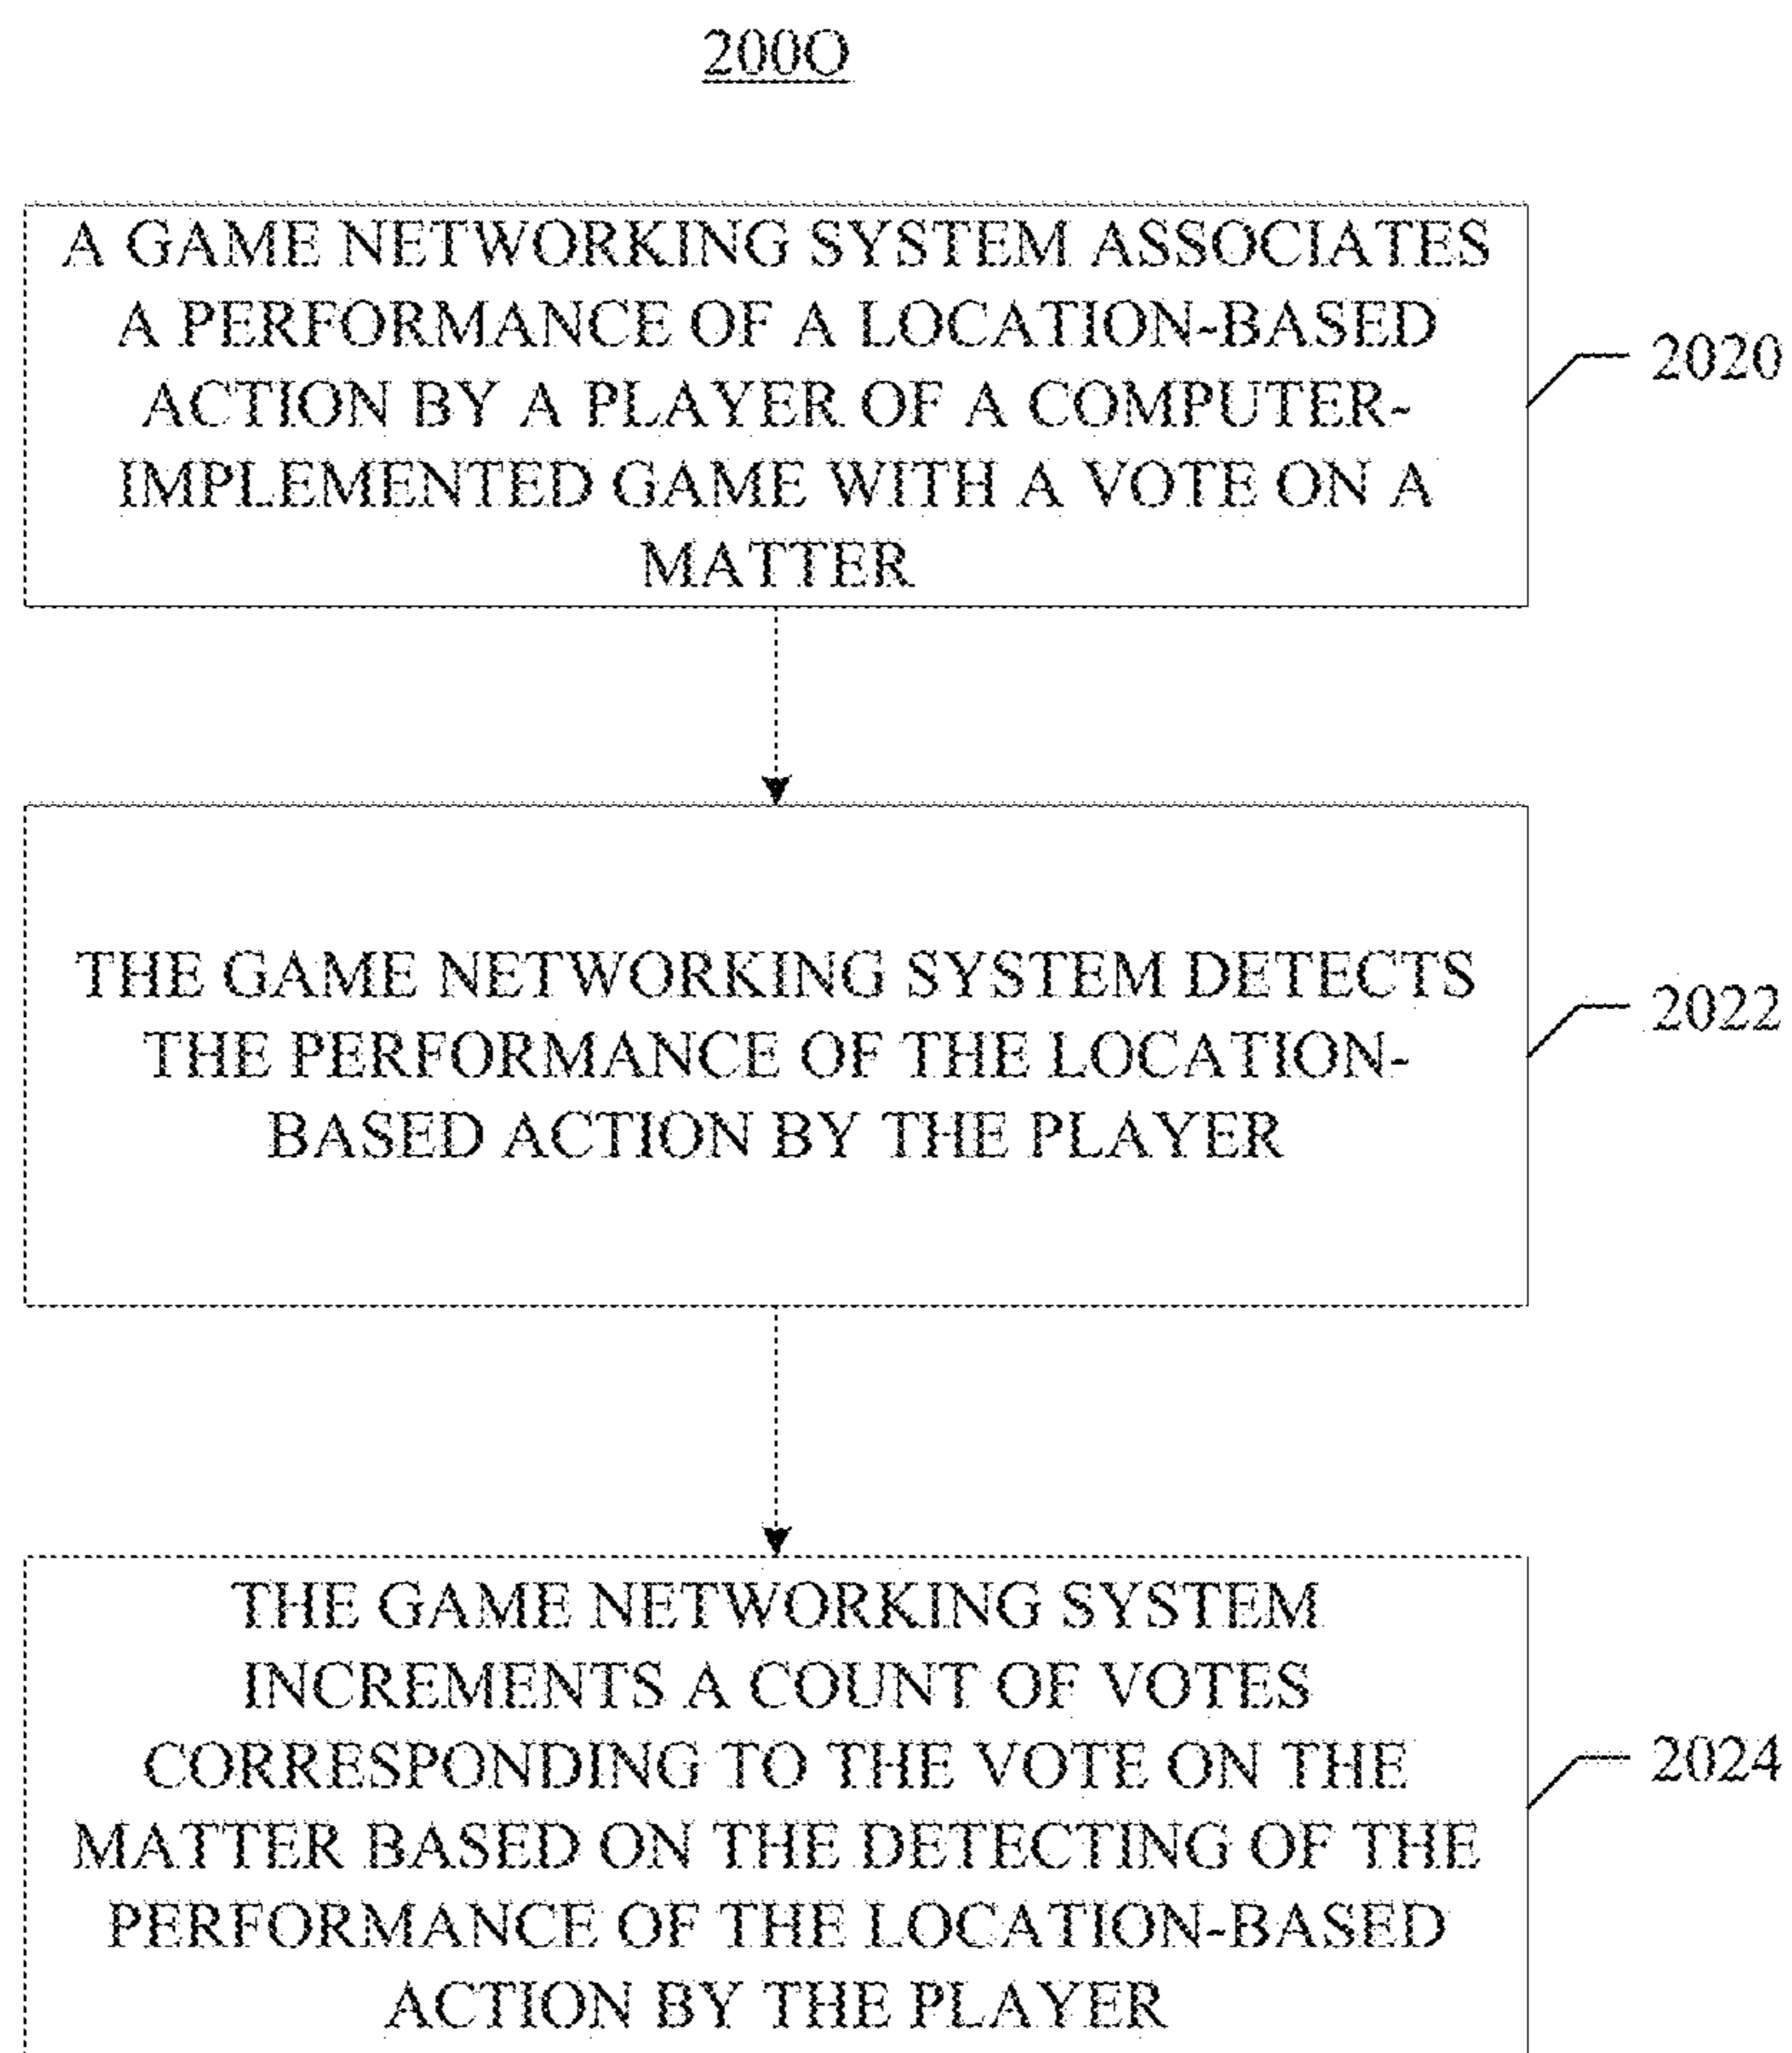 200O
A GAME NETWORKING SYSTEM ASSOCIATES
A PERFORMANCE OF A LOCATION-BASED
ACTION BY A PLAYER OF A COMPUTER-
IMPLEMENTED GAME WITH A VOTE ON A
MATTER
2020
THE GAME NETWORKING SYSTEM DETECTS
THE PERFORMANCE OF THE LOCATION-
BASED ACTION BY THE PLAYER
2022
THE GAME NETWORKING SYSTEM
INCREMENTS A COUNT OF VOTES
CORRESPONDING TO THE VOTE ON THE
MATTER BASED ON THE DETECTING OF THE
PERFORMANCE OF THE LOCATION-BASED
ACTION BY THE PLAYER
2024